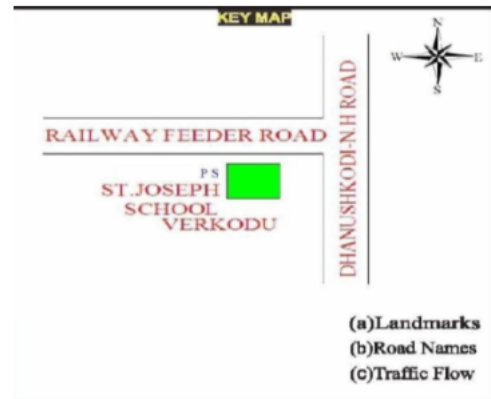 KEY MAP
N
W E
S
RAILWAY FEEDER ROAD
DHANUSHKODI-N.H ROAD
P S
ST.JOSEPH
SCHOOL
VERKODU
(a)Landmarks
(b)Road Names
(c)Traffic Flow